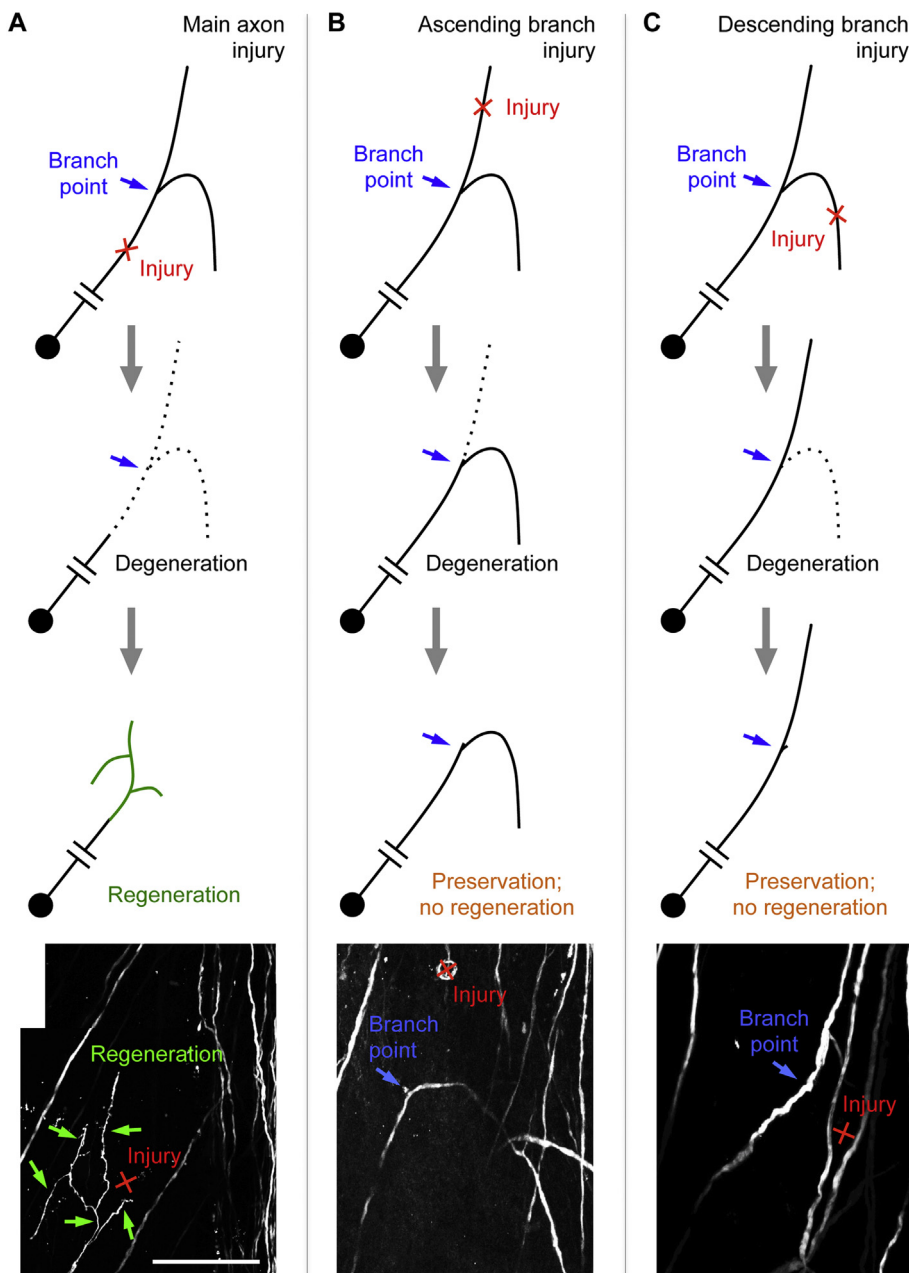 A
Main axon
injury
Branch
point
Injury
Degeneration
Regeneration
Regeneration
Injury
B
Ascending branch
injury
Injury
Branch
point
Degeneration
Preservation;
no regeneration
Injury
Branch
point
C
Descending branch
injury
Branch
point
Injury
Degeneration
Preservation;
no regeneration
Branch
point
Injury